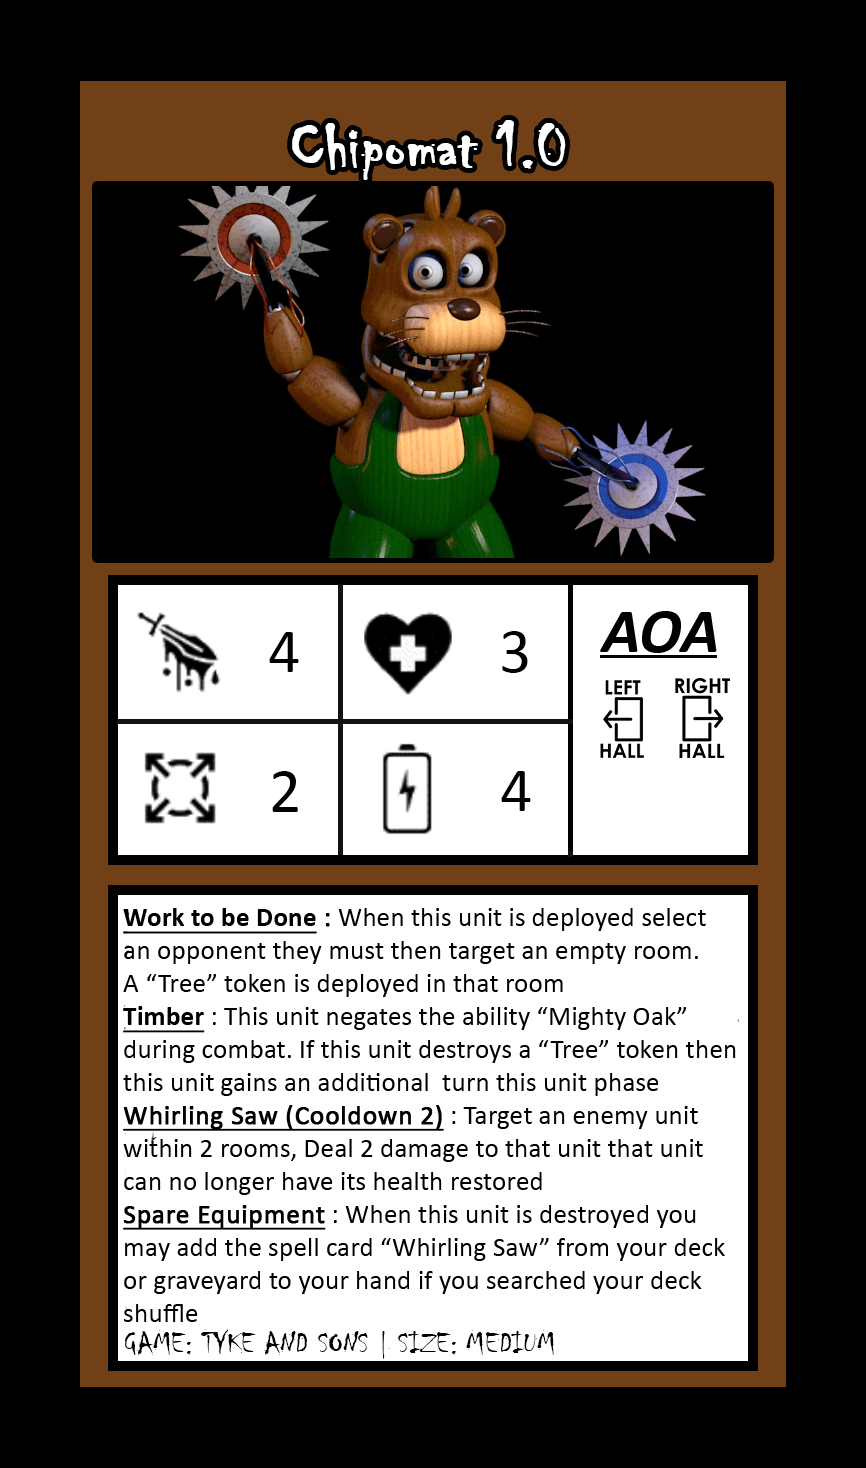 Chipomat 1.0
4
3
AOA
LEFT
HALL
RIGHT
HALL
2
4
Work to be Done : When this unit is deployed select
an opponent they must then target an empty room.
A “Tree” token is deployed in that room
Timber : This unit negates the ability “Mighty Oak”
during combat. If this unit destroys a “Tree” token then
this unit gains an additional  turn this unit phase
Whirling Saw (Cooldown 2) : Target an enemy unit
within 2 rooms, Deal 2 damage to that unit that unit
can no longer have its health restored
Spare Equipment : When this unit is destroyed you
may add the spell card “Whirling Saw” from your deck
or graveyard to your hand if you searched your deck
shuffle
GAME: TYKE AND SONS | SIZE: MEDIUM